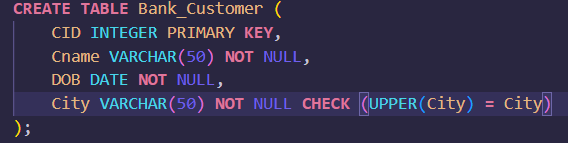 CREATE TABLE Bank_Customer (
    CID INTEGER PRIMARY KEY,
    Cname VARCHAR(50) NOT NULL,
    DOB DATE NOT NULL,
    City VARCHAR(50) NOT NULL CHECK (UPPER(City) = City)
);